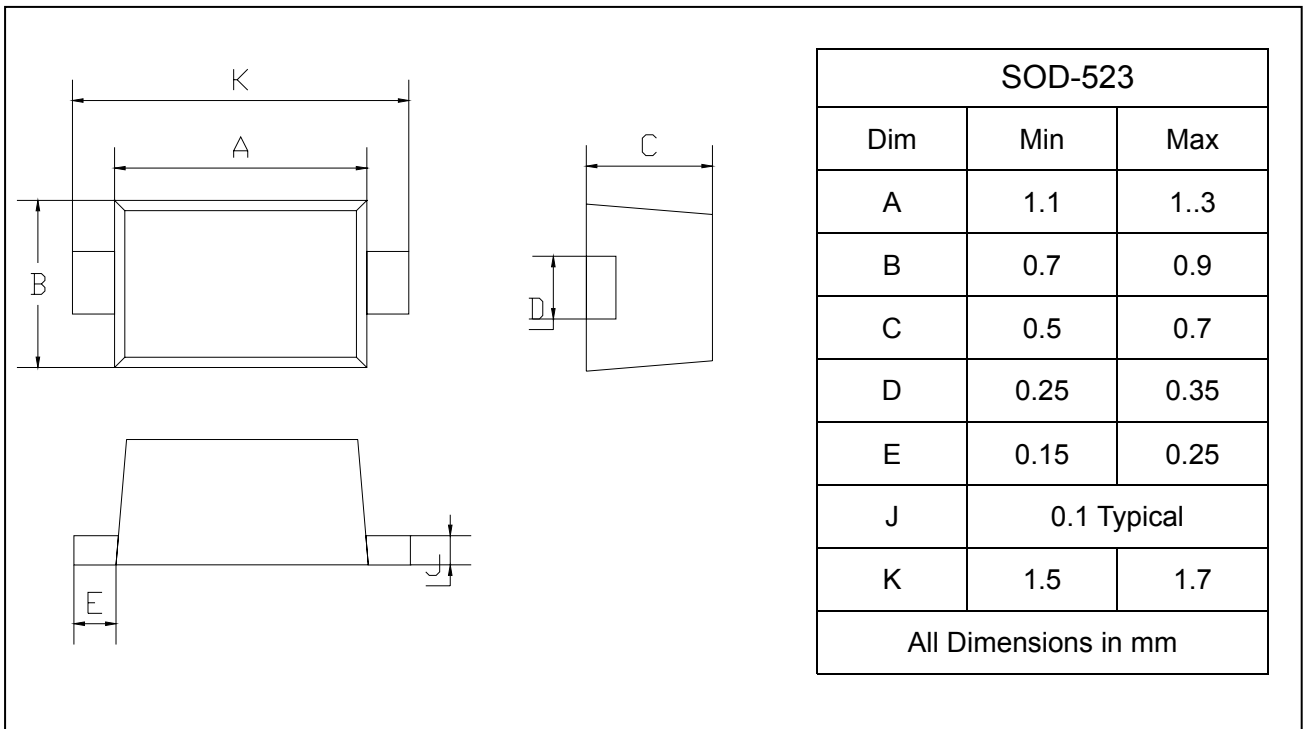 K
A
B
C
D
E
J
SOD-523
Dim Min Max
A 1.1 1..3
B 0.7 0.9
C 0.5 0.7
D 0.25 0.35
E 0.15 0.25
J 0.1 Typical
K 1.5 1.7
All Dimensions in mm